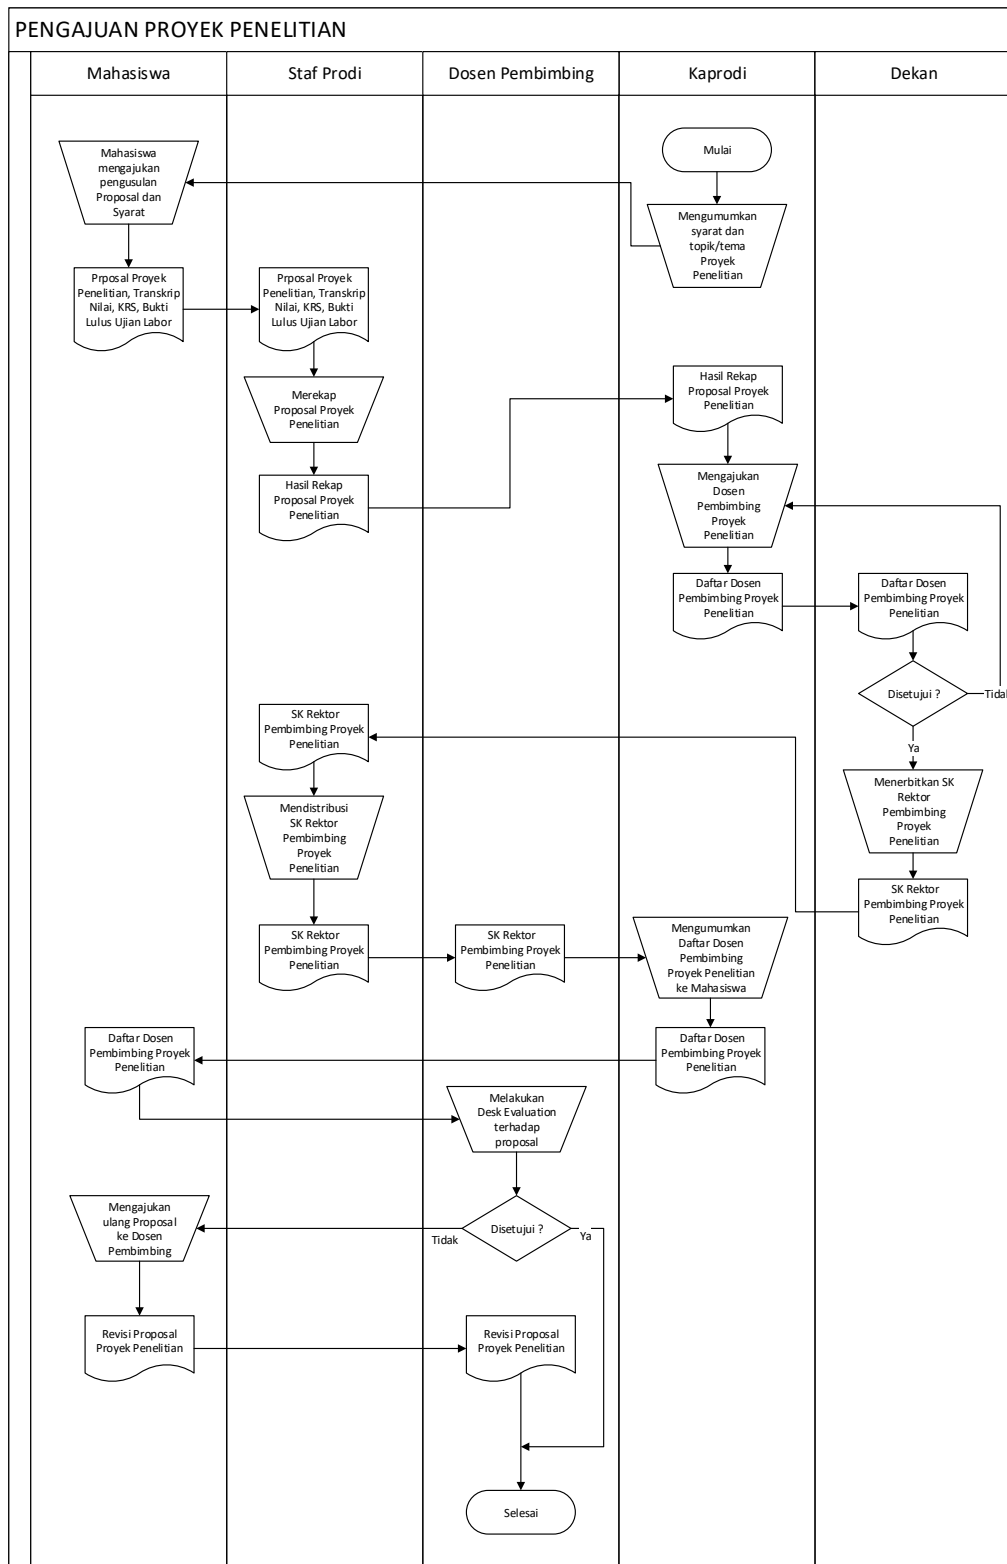 PENGAJUAN PROYEK PENELITIAN
Mahasiswa
Staf Prodi
Dosen Pembimbing
Kaprodi
Dekan
Mulai
Mahasiswa
mengajukan
pengusulan
Proposal dan
Syarat
Mengumumkan
syarat dan
topik/tema
Proyek
Penelitian
Prposal Proyek
Penelitian, Transkrip
Nilai, KRS, Bukti
Lulus Ujian Labor
Prposal Proyek
Penelitian, Transkrip
Nilai, KRS, Bukti
Lulus Ujian Labor
Merekap
Proposal Proyek
Penelitian
Hasil Rekap
Proposal Proyek
Penelitian
Hasil Rekap
Proposal Proyek
Penelitian
Mengajukan
Dosen
Pembimbing
Proyek
Penelitian
Daftar Dosen
Pembimbing Proyek
Penelitian
Daftar Dosen
Pembimbing Proyek
Penelitian
Disetujui ?
Tidak
Ya
Menerbitkan SK
Rektor
Pembimbing
Proyek
Penelitian
SK Rektor
Pembimbing Proyek
Penelitian
SK Rektor
Pembimbing Proyek
Penelitian
Mendistribusi
SK Rektor
Pembimbing
Proyek
Penelitian
SK Rektor
Pembimbing Proyek
Penelitian
SK Rektor
Pembimbing Proyek
Penelitian
Mengumumkan
Daftar Dosen
Pembimbing
Proyek Penelitian
ke Mahasiswa
Daftar Dosen
Pembimbing Proyek
Penelitian
Daftar Dosen
Pembimbing Proyek
Penelitian
Melakukan
Desk Evaluation
terhadap
proposal
Disetujui ?
Tidak
Ya
Mengajukan
ulang Proposal
ke Dosen
Pembimbing
Revisi Proposal
Proyek Penelitian
Revisi Proposal
Proyek Penelitian
Selesai